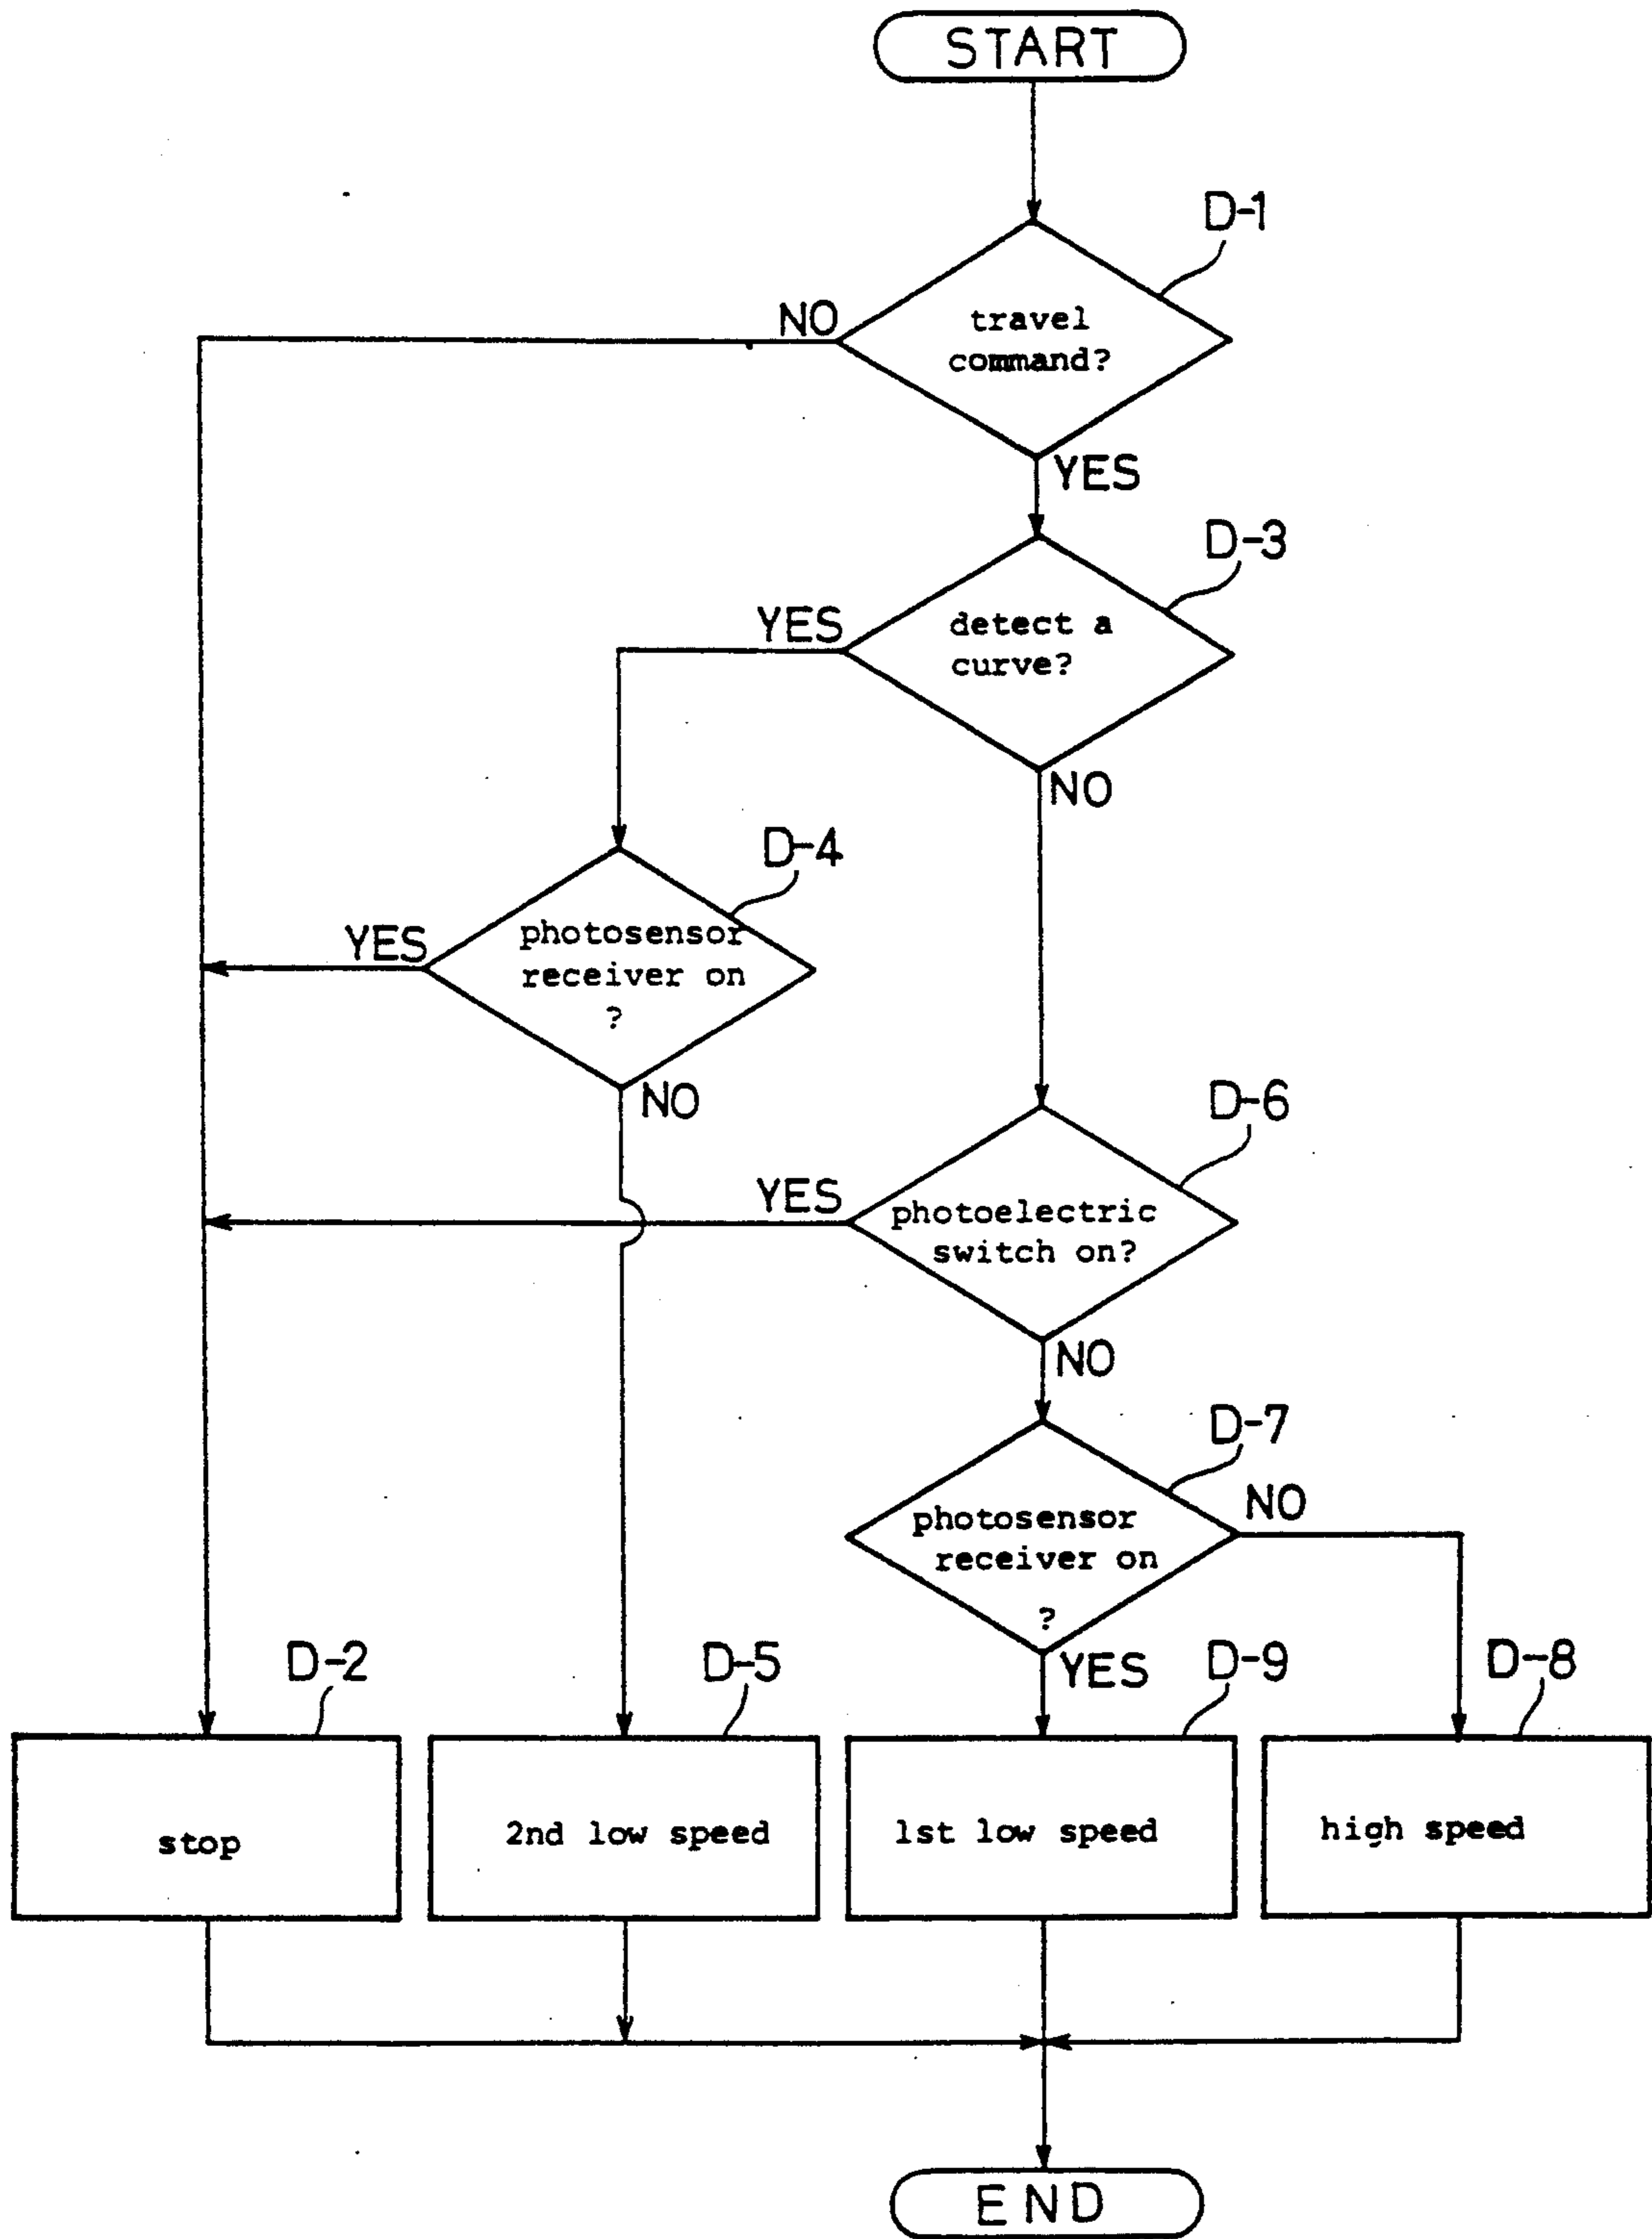 START
D-1
NO
travel
command?
YES
D-3
YES
detect a
curve?
NO
D-4
YES
photosensor
receiver on
?
NO
D-6
YES
photoelectric
switch on?
NO
D-7
NO
photosensor
receiver on
?
YES
D-2
D-5
D-9
D-8
stop
2nd low speed
1st low speed
high speed
END